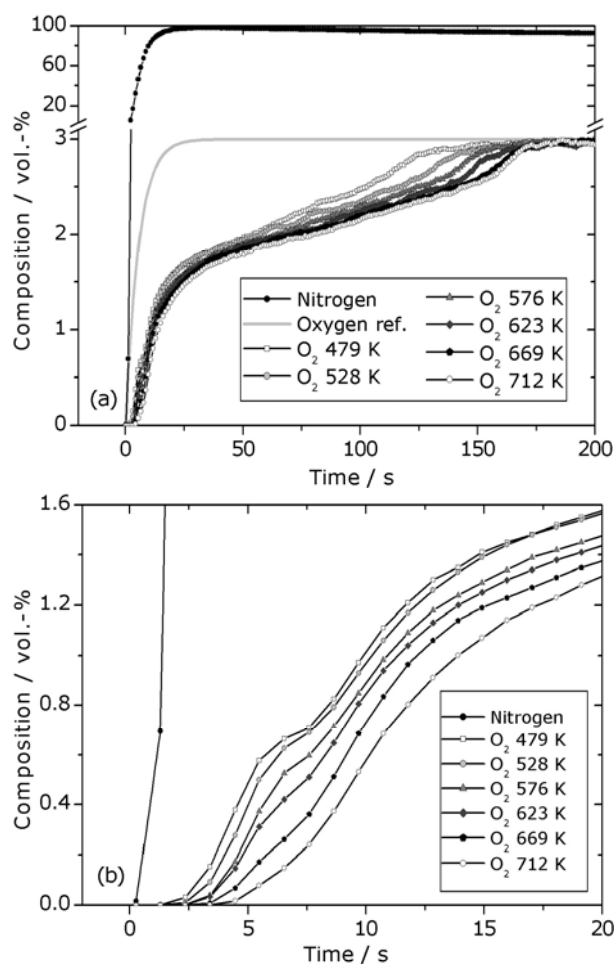 100
80
60
40
20
3
2
1
0
Composition / vol.-%
(a)
Nitrogen
Oxygen ref.
O2 479 K
O2 528 K
O2 576 K
O2 623 K
O2 669 K
O2 712 K
0 50 100 150 200
Time / s
1.6
1.2
0.8
0.4
0.0
Composition / vol.-%
(b)
Nitrogen
O2 479 K
O2 528 K
O2 576 K
O2 623 K
O2 669 K
O2 712 K
0 5 10 15 20
Time / s